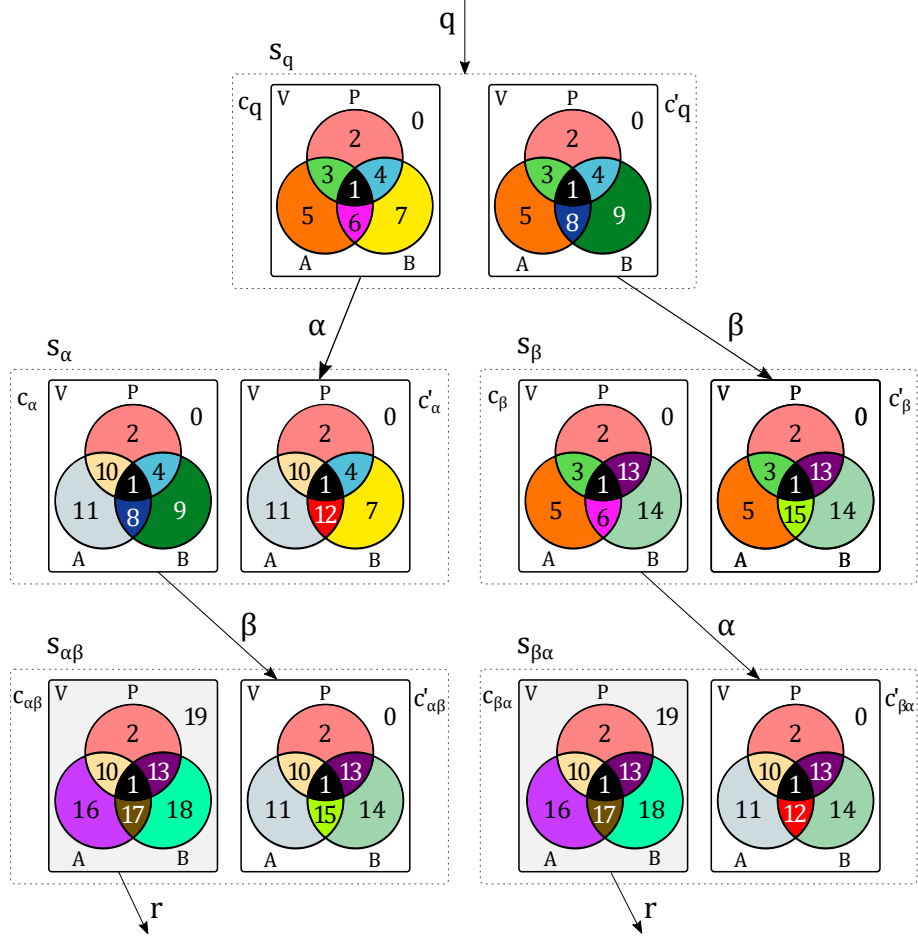 q
s_q
c_q V P 0 V P 0 c'_q
2 2
3 4 3 4
1 1
5 6 7 5 8 9
A B A B
α β
s_α s_β
c_α V P 0 V P 0 c'_α c_β V P 0 V P 0 c'_β
2 2 2 2
10 4 10 4 3 13 3 13
1 1 1 1
11 8 9 11 12 7 5 6 14 5 15 14
A B A B A B A B
β α
s_αβ s_βα
c_αβ V P 19 V P 0 c'_αβ c_βα V P 19 V P 0 c'_βα
2 2 2 2
10 13 10 13 10 13 10 13
1 1 1 1
16 17 18 11 15 14 16 17 18 11 12 14
A B A B A B A B
r r